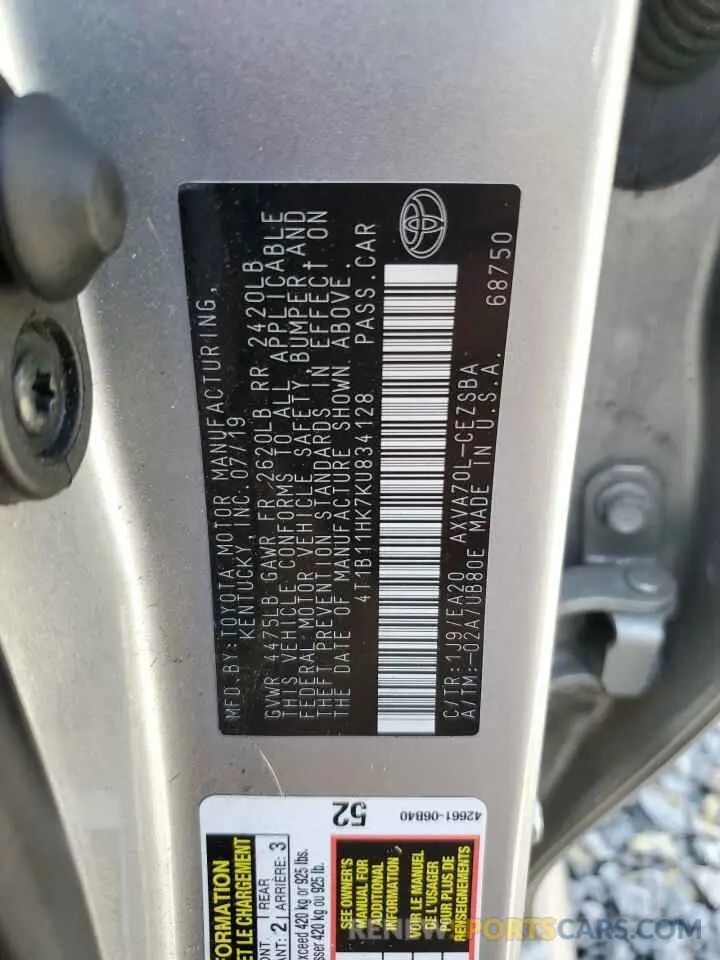 MFD. BY: TOYOTA MOTOR MANUFACTURING,
KENTUCKY, INC. 07/19
GVWR 4475LB GAWR FR 2620LB RR 2420LB
THIS VEHICLE CONFORMS TO ALL APPLICABLE
FEDERAL MOTOR VEHICLE SAFETY, BUMPER AND
THEFT PREVENTION STANDARDS IN EFFECT ON
THE DATE OF MANUFACTURE SHOWN ABOVE.
4T1B11HK7KU834128 PASS.CAR
C/TR:1J9/EA20 AXVA70L-CEZSBA
A/TM:-02A/UB80E MADE IN U.S.A. 68750
52
42661-06B40
FORMATION
ET LE CHARGEMENT
REAR
ANT: 2 ARRIÈRE: 3
exceed 420 kg or 925 lbs.
sser 420 kg ou 925 lb.
SEE OWNER'S
MANUAL FOR
ADDITIONAL
INFORMATION
VOIR LE MANUEL
DE L'USAGER
POUR PLUS DE
RENSEIGNEMENTS
RENEWSAUTO.COM